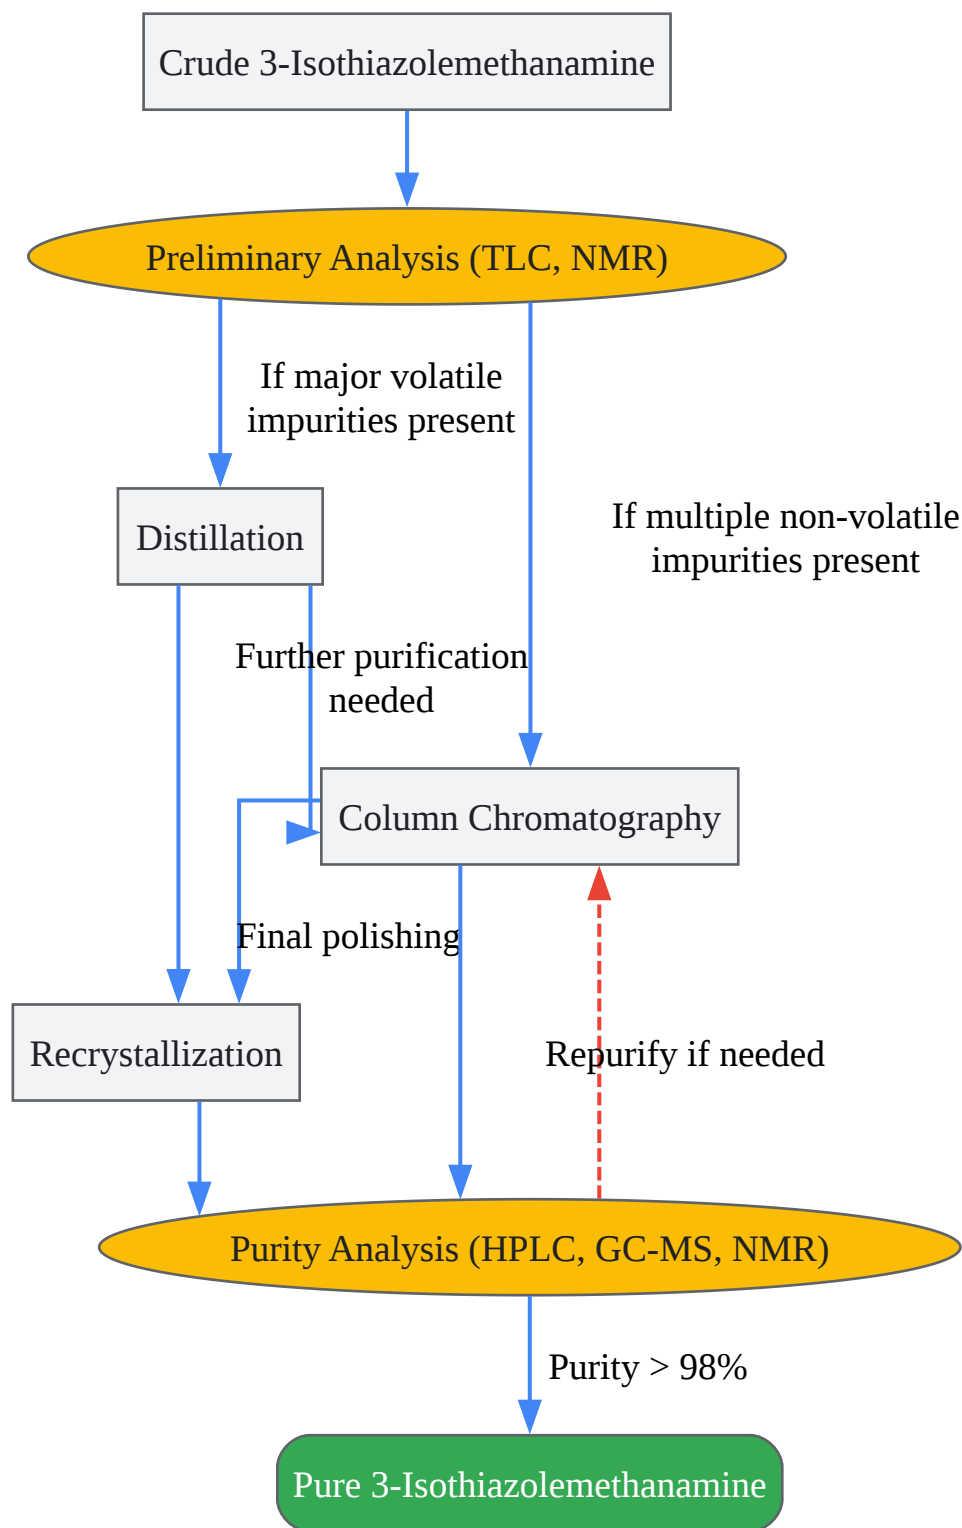 Crude 3-Isothiazolemethanamine
Preliminary Analysis (TLC, NMR)
If major volatile
impurities present
If multiple non-volatile
impurities present
Distillation
Further purification
needed
Column Chromatography
Final polishing
Recrystallization
Repurify if needed
Purity Analysis (HPLC, GC-MS, NMR)
Purity > 98%
Pure 3-Isothiazolemethanamine